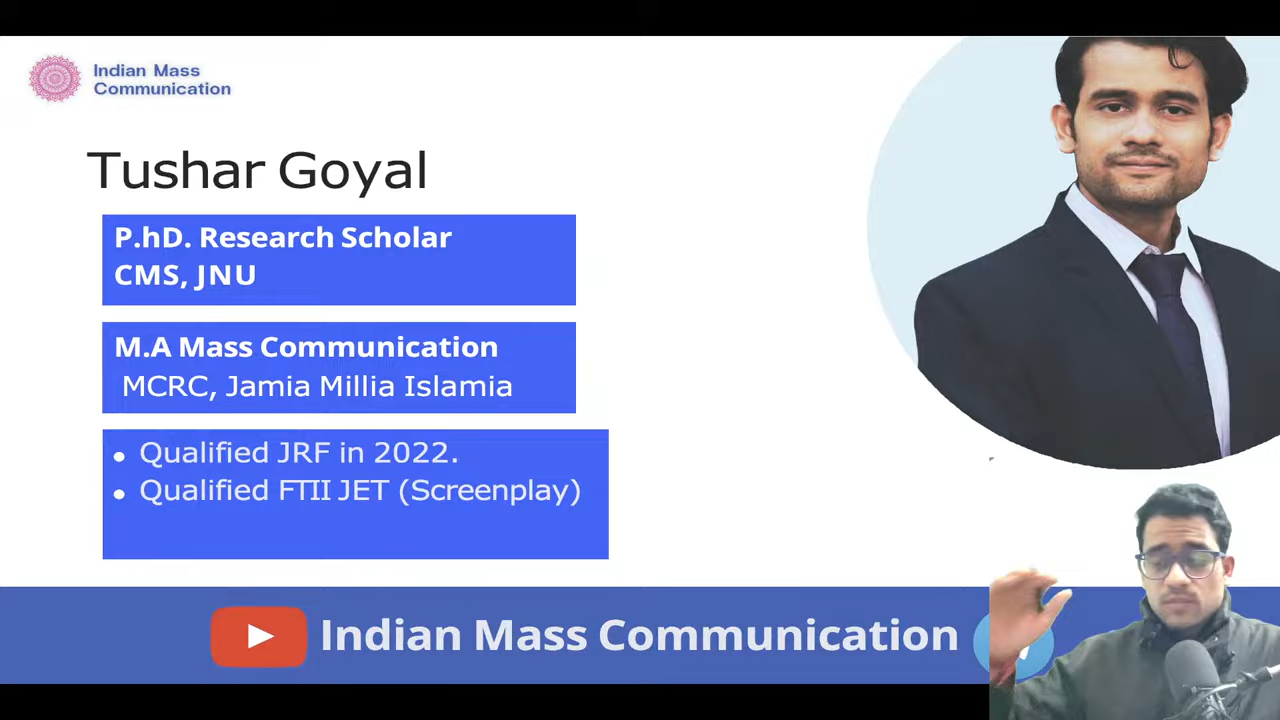 Indian Mass
Communication
Tushar Goyal
P.hD. Research Scholar
CMS, JNU
M.A Mass Communication
MCRC, Jamia Millia Islamia
• Qualified JRF in 2022.
• Qualified FTII JET (Screenplay)
Indian Mass Communication